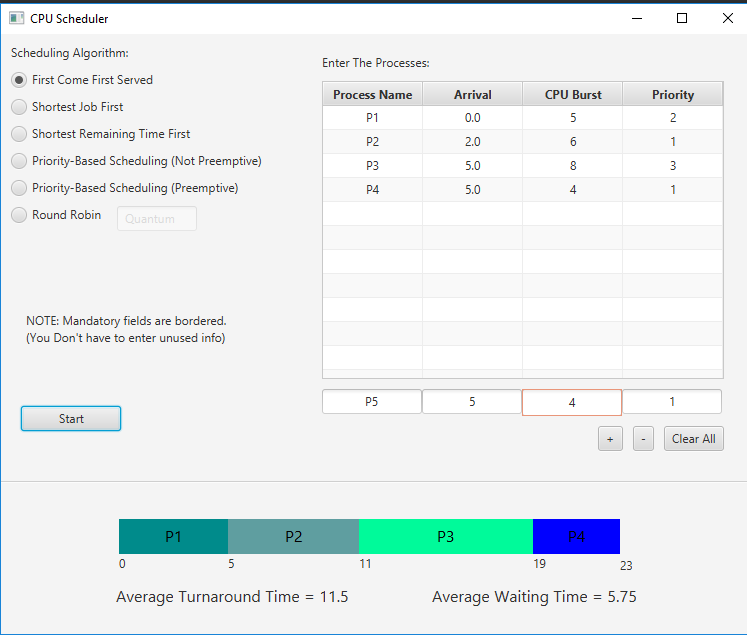 CPU Scheduler
Scheduling Algorithm:
First Come First Served
Shortest Job First
Shortest Remaining Time First
Priority-Based Scheduling (Not Preemptive)
Priority-Based Scheduling (Preemptive)
Round Robin Quantum
NOTE: Mandatory fields are bordered.
(You Don't have to enter unused info)
Start
Enter The Processes:
Process Name Arrival CPU Burst Priority
P1 0.0 5 2
P2 2.0 6 1
P3 5.0 8 3
P4 5.0 4 1
P5 5 4 1
+ - Clear All
P1 P2 P3 P4
0 5 11 19 23
Average Turnaround Time = 11.5 Average Waiting Time = 5.75